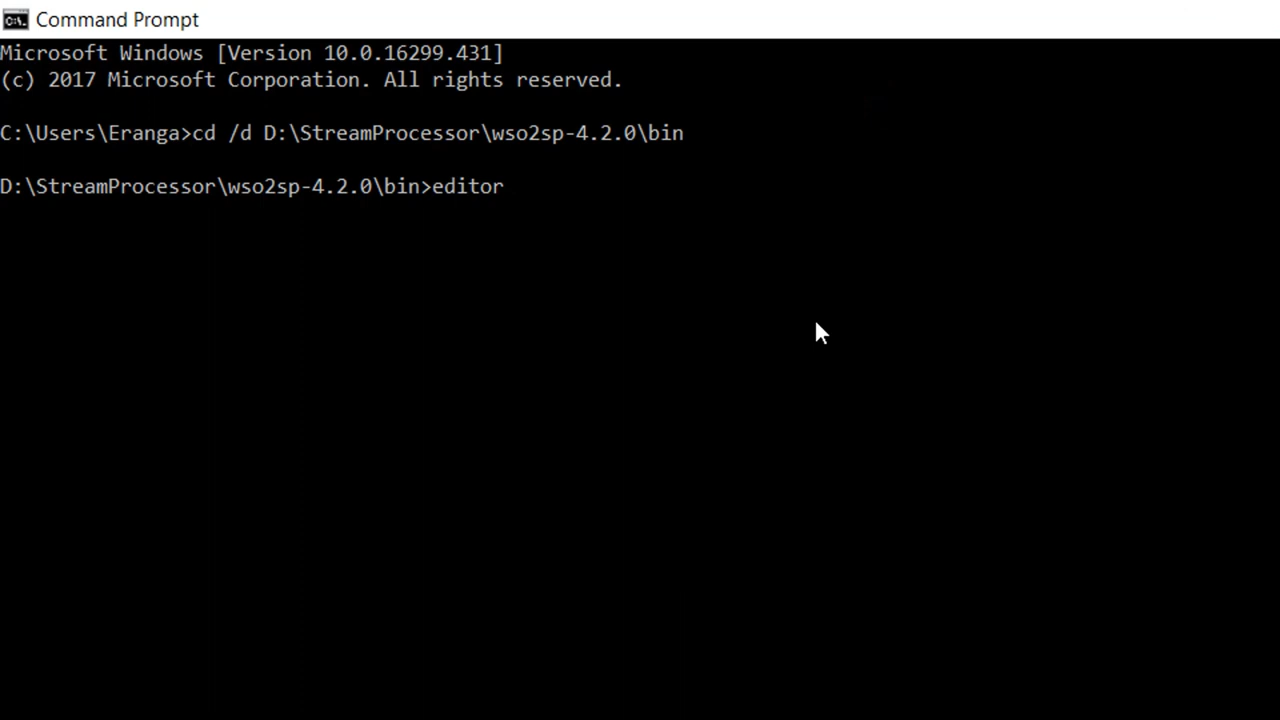 Command Prompt
Microsoft Windows [Version 10.0.16299.431]
(c) 2017 Microsoft Corporation. All rights reserved.
C:\Users\Eranga>cd /d D:\StreamProcessor\wso2sp-4.2.0\bin
D:\StreamProcessor\wso2sp-4.2.0\bin>editor